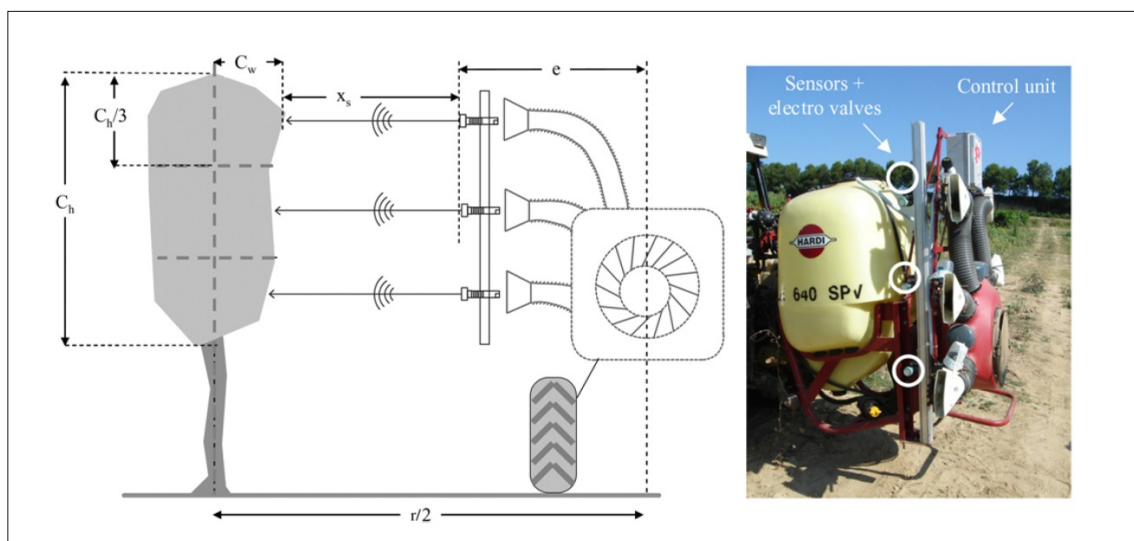 C_w
e
x_s
C_h/3
C_h
r/2
Sensors +
electro valves
Control unit
HARDI
640 SPV